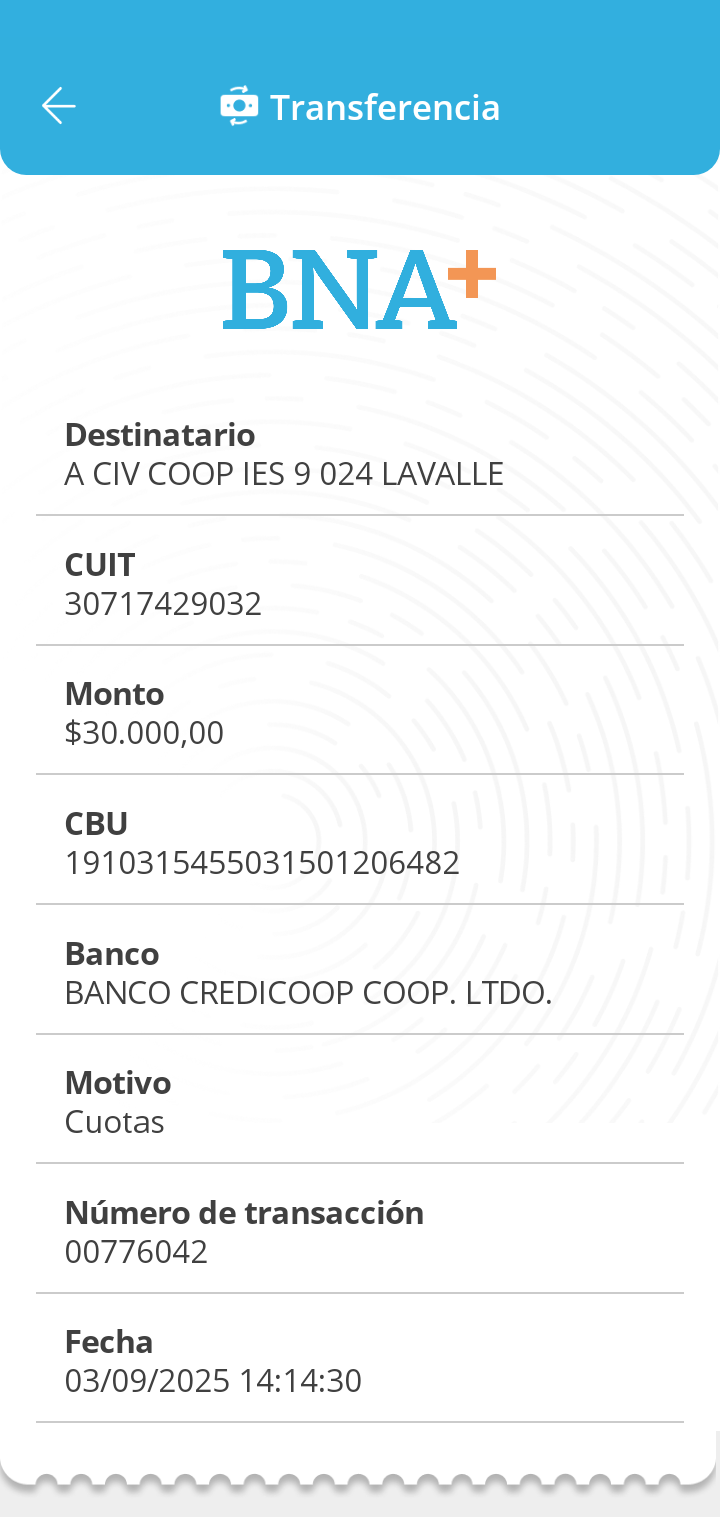 Transferencia
BNA+
Destinatario
A CIV COOP IES 9 024 LAVALLE
CUIT
30717429032
Monto
$30.000,00
CBU
1910315455031501206482
Banco
BANCO CREDICOOP COOP. LTDO.
Motivo
Cuotas
Número de transacción
00776042
Fecha
03/09/2025 14:14:30